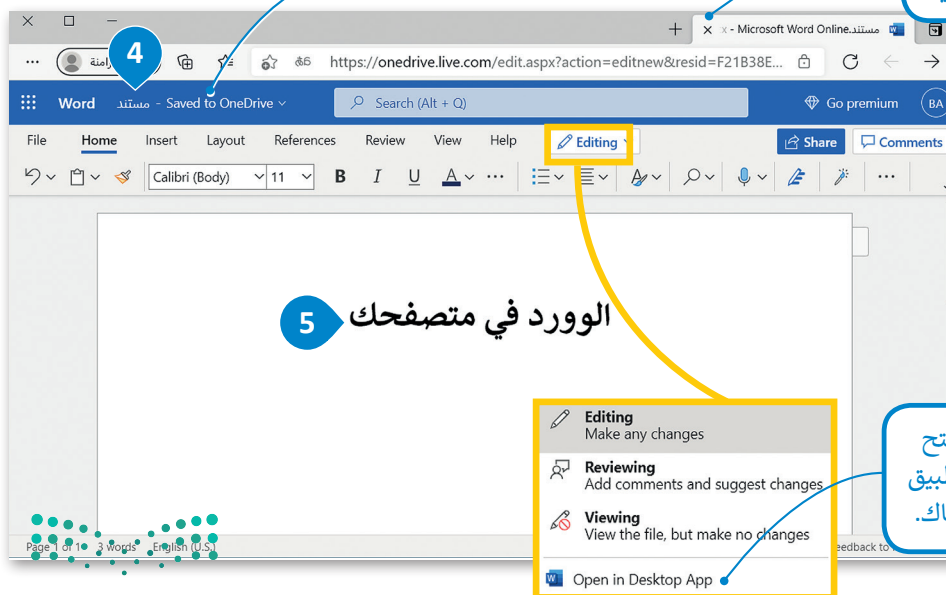 مستند.x - Microsoft Word Online
https://onedrive.live.com/edit.aspx?action=editnew&resid=F21B38E...
4
Word مستند - Saved to OneDrive
Search (Alt + Q)
Go premium
BA
File Home Insert Layout References Review View Help Editing Share Comments
Calibri (Body) 11 B I U A
الوورد في متصفحك
5
Editing
Make any changes
Reviewing
Add comments and suggest changes
Viewing
View the file, but make no changes
Open in Desktop App
Page 1 of 1 3 words English (U.S.)